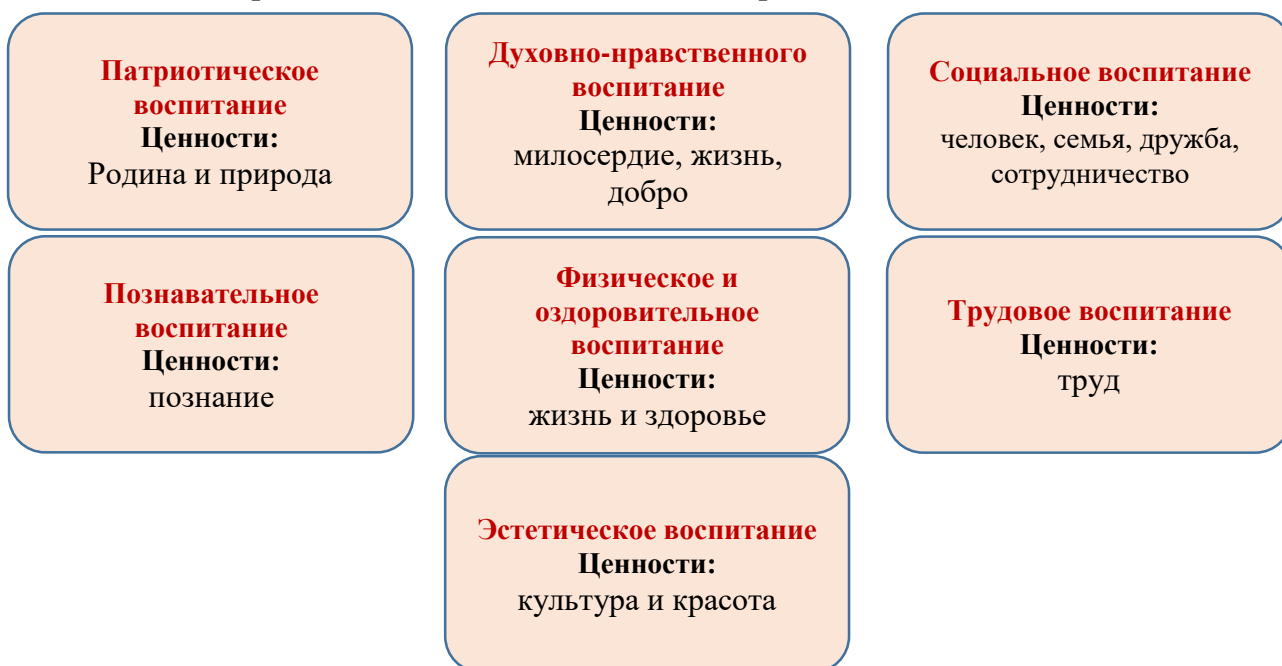 Патриотическое
воспитание
Ценности:
Родина и природа
Духовно-нравственного
воспитание
Ценности:
милосердие, жизнь,
добро
Социальное воспитание
Ценности:
человек, семья, дружба,
сотрудничество
Познавательное
воспитание
Ценности:
познание
Физическое и
оздоровительное
воспитание
Ценности:
жизнь и здоровье
Трудовое воспитание
Ценности:
труд
Эстетическое воспитание
Ценности:
культура и красота